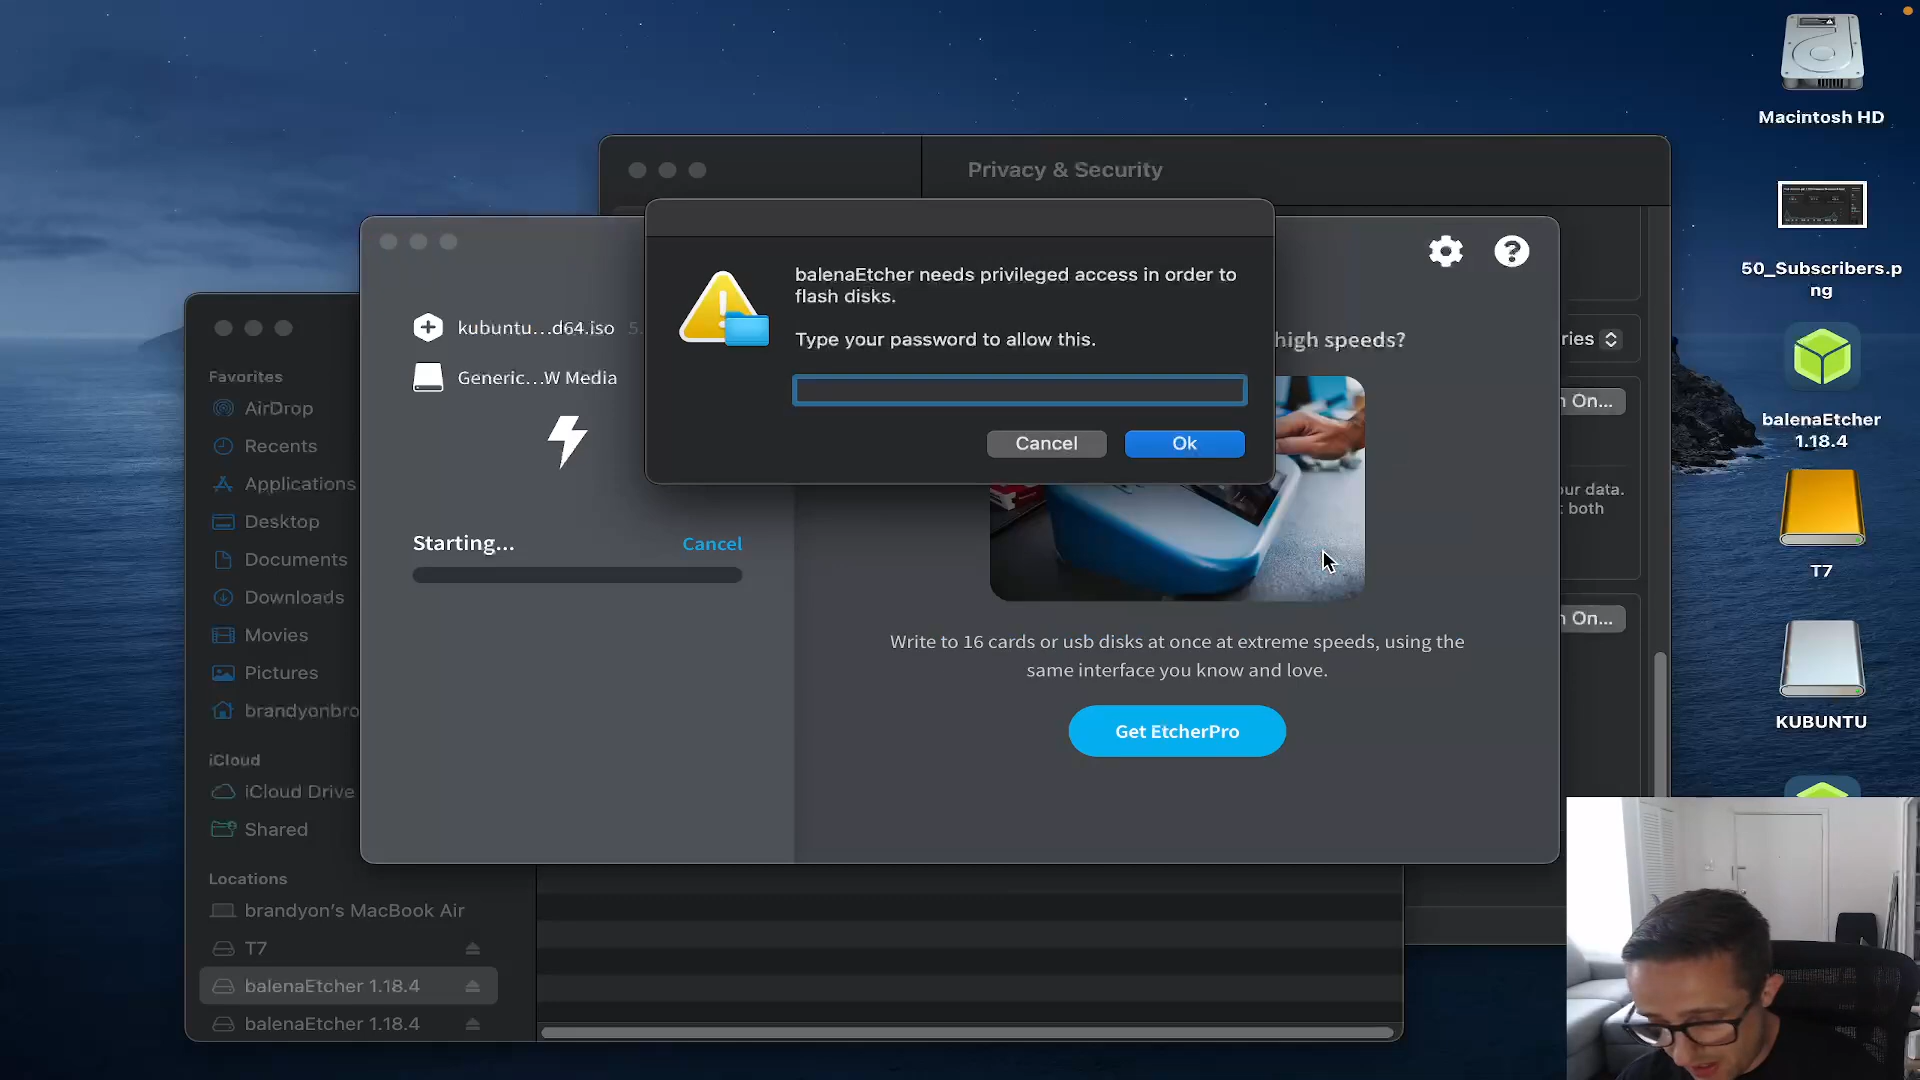 Macintosh HD
50_Subscribers.p
ng
balenaEtcher
1.18.4
T7
KUBUNTU
Privacy & Security
balenaEtcher needs privileged access in order to
flash disks.
Type your password to allow this.
Cancel
Ok
kubuntu...d64.iso
Generic...W Media
Starting...
Cancel
high speeds?
Write to 16 cards or usb disks at once at extreme speeds, using the
same interface you know and love.
Get EtcherPro
ries
On...
our data.
both
On...
Favorites
AirDrop
Recents
Applications
Desktop
Documents
Downloads
Movies
Pictures
brandyonbro
iCloud
iCloud Drive
Shared
Locations
brandyon's MacBook Air
T7
balenaEtcher 1.18.4
balenaEtcher 1.18.4